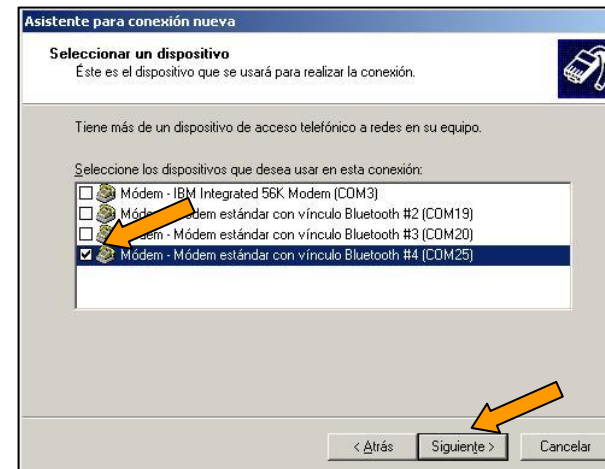 Asistente para conexión nueva
Seleccionar un dispositivo
Éste es el dispositivo que se usará para realizar la conexión.
Tiene más de un dispositivo de acceso telefónico a redes en su equipo.
Seleccione los dispositivos que desea usar en esta conexión:
Módem - IBM Integrated 56K Modem (COM3)
Módem - Módem estándar con vínculo Bluetooth #2 (COM19)
Módem - Módem estándar con vínculo Bluetooth #3 (COM20)
Módem - Módem estándar con vínculo Bluetooth #4 (COM25)
< Atrás Siguiente > Cancelar